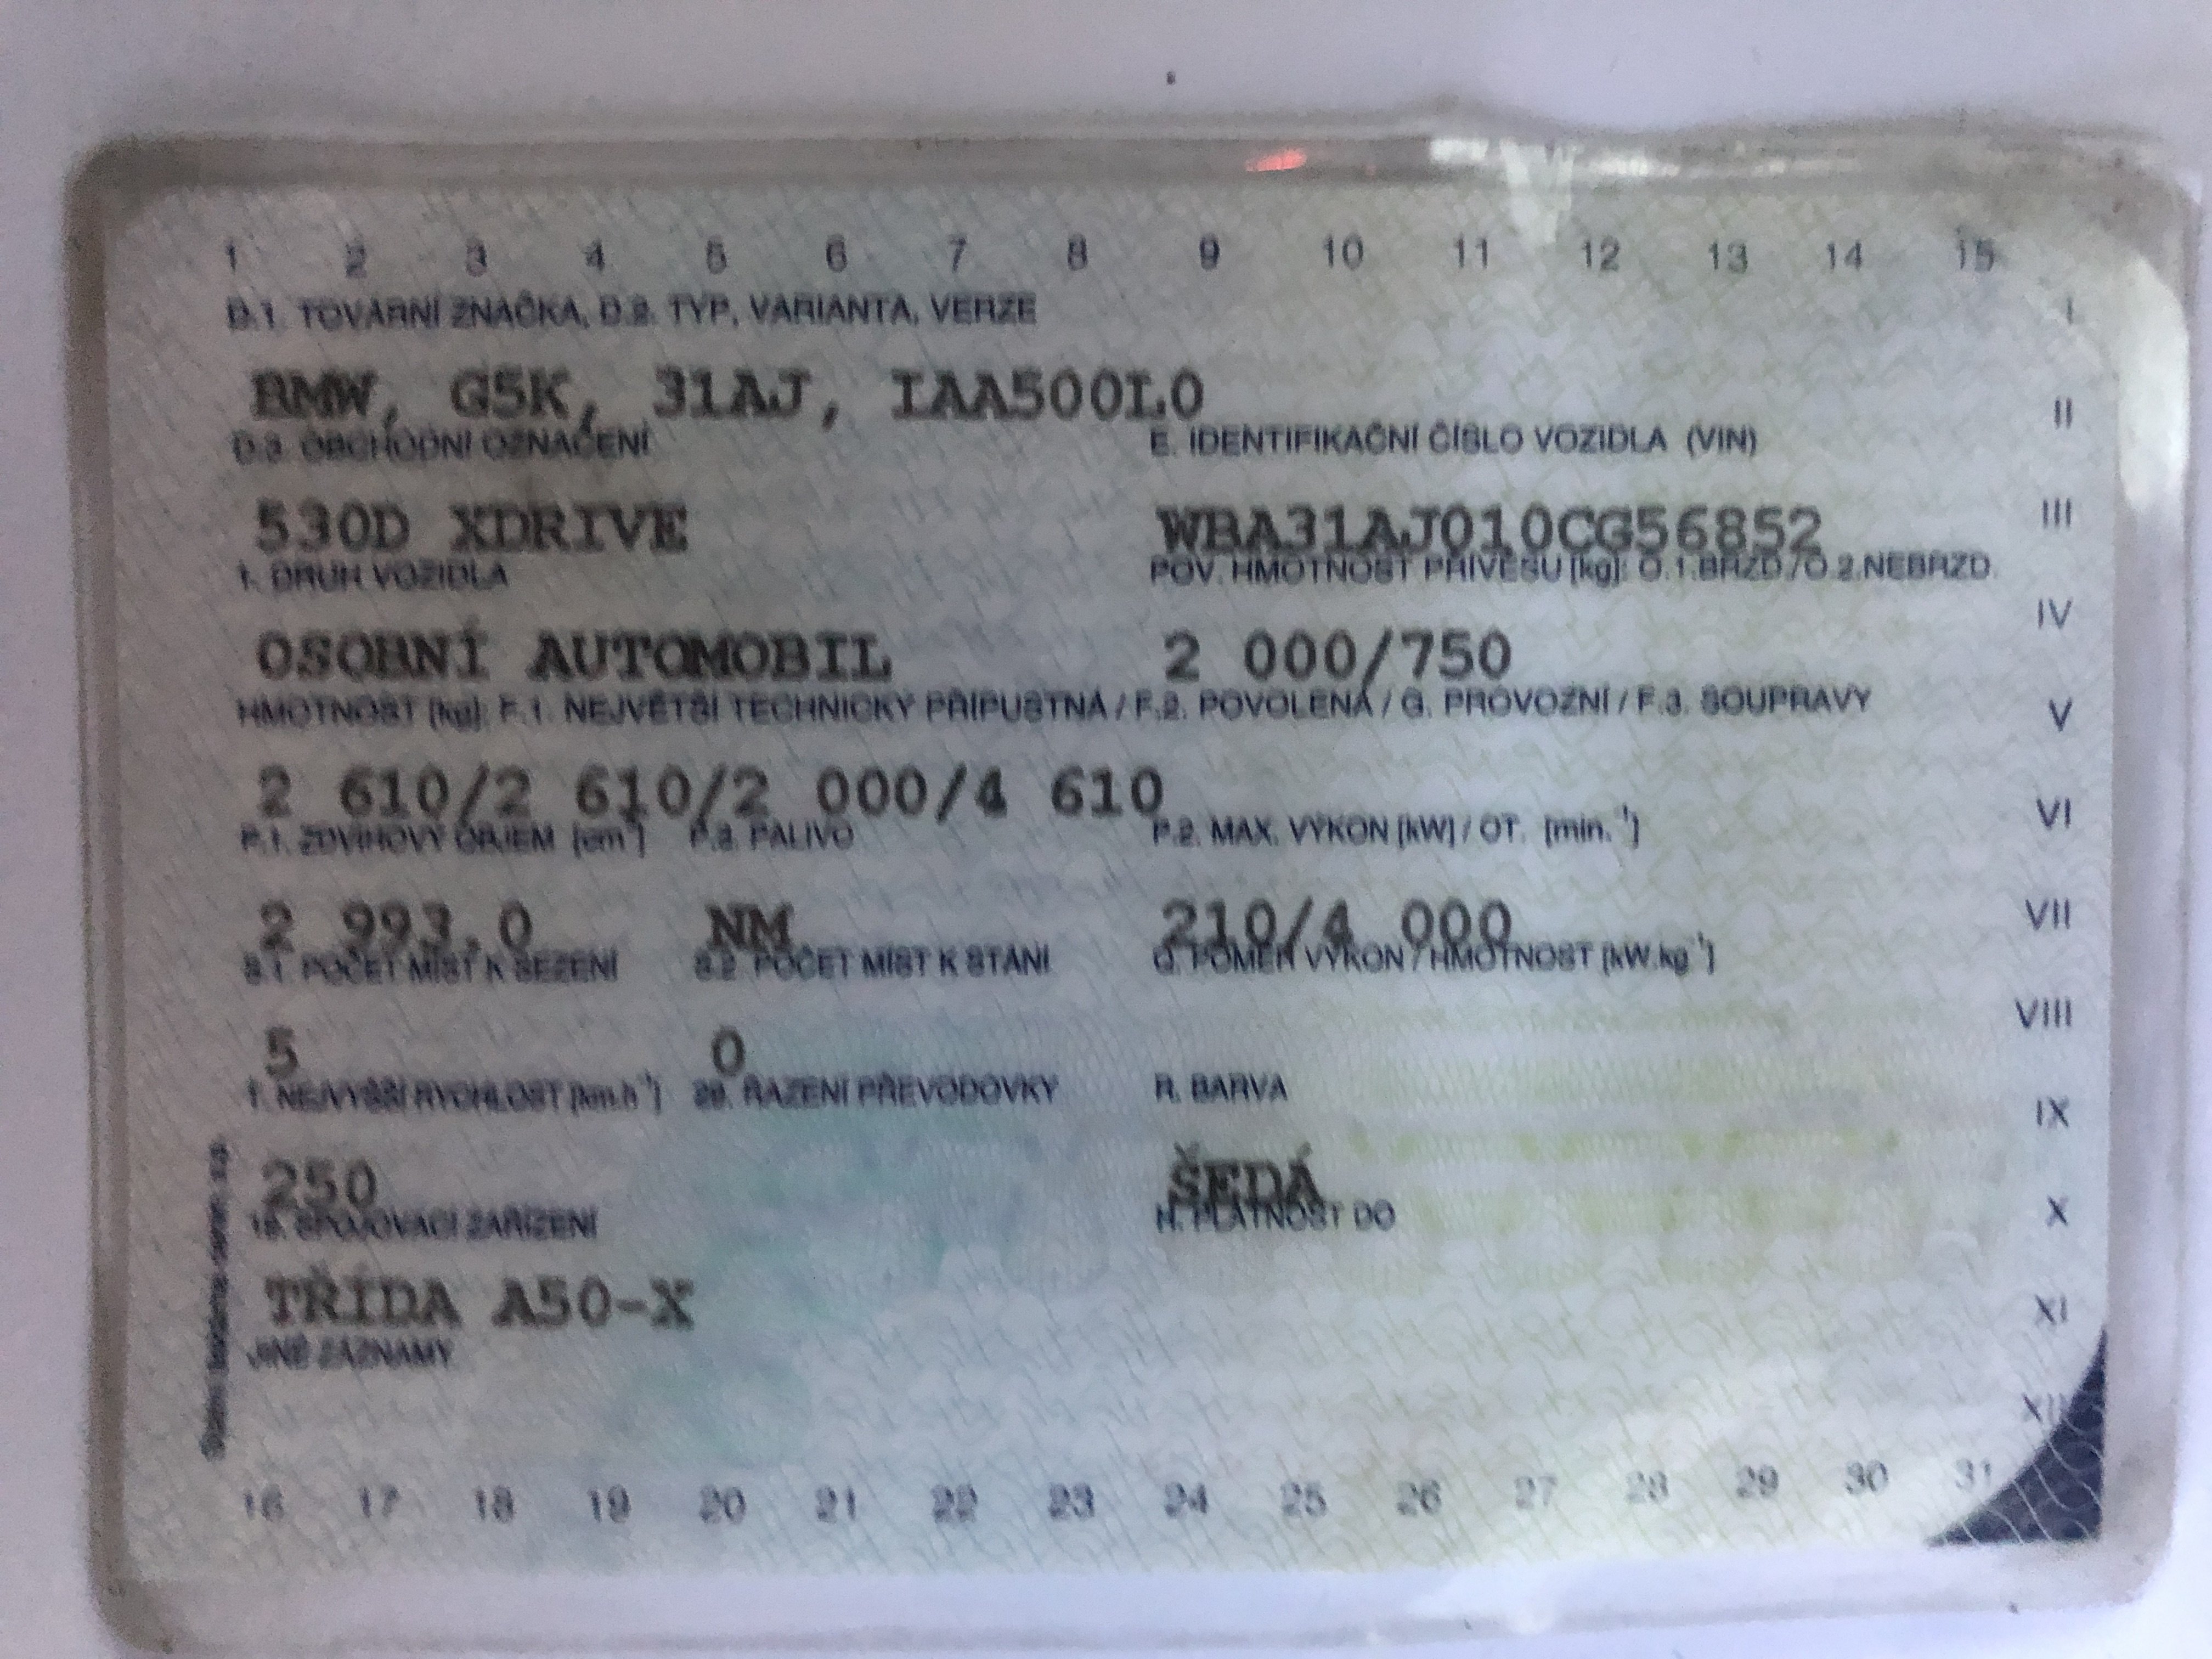 1 2 3 4 5 6 7 8 9 10 11 12 13 14 15
D.1. TOVÁRNÍ ZNAČKA, D.2. TYP, VARIANTA, VERZE
I
BMW, G5K, 31AJ, IAA500L0
II
D.3. OBCHODNÍ OZNAČENÍ E. IDENTIFIKAČNÍ ČÍSLO VOZIDLA (VIN)
530D XDRIVE WBA31AJ010CG56852
III
1. DRUH VOZIDLA POV. HMOTNOST PŘÍVĚSU [kg]: O.1.BRZD./O.2.NEBRZD.
IV
OSOBNÍ AUTOMOBIL 2 000/750
HMOTNOST [kg]: F.1. NEJVĚTŠÍ TECHNICKY PŘÍPUSTNÁ / F.2. POVOLENÁ / G. PROVOZNÍ / F.3. SOUPRAVY
V
2 610/2 610/2 000/4 610
VI
P.1. ZDVIHOVÝ OBJEM [cm³] P.3. PALIVO P.2. MAX. VÝKON [kW] / OT. [min.⁻¹]
2 993.0 NM 210/4 000
VII
S.1. POČET MÍST K SEZENÍ S.2. POČET MÍST K STÁNÍ Q. POMĚR VÝKON / HMOTNOST [kW.kg⁻¹]
VIII
5 0
T. NEJVYŠŠÍ RYCHLOST [km.h⁻¹] 29. ŘAZENÍ PŘEVODOVKY R. BARVA
IX
250 ŠEDÁ
X
18. SPOJOVACÍ ZAŘÍZENÍ H. PLATNOST DO
TŘÍDA A50-X
XI
JINÉ ZÁZNAMY
XII
16 17 18 19 20 21 22 23 24 25 26 27 28 29 30 31